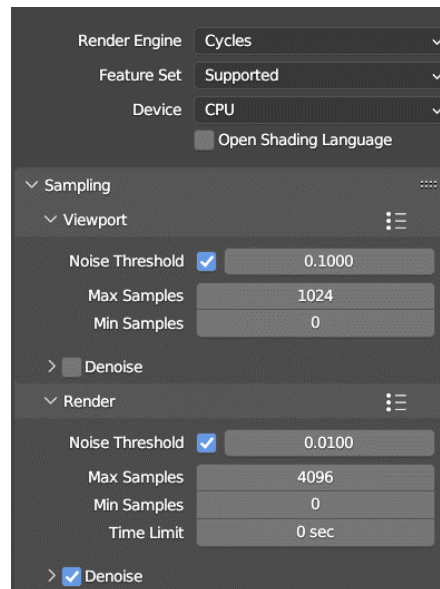 Render Engine Cycles
Feature Set Supported
Device CPU
Open Shading Language
Sampling
Viewport
Noise Threshold 0.1000
Max Samples 1024
Min Samples 0
Denoise
Render
Noise Threshold 0.0100
Max Samples 4096
Min Samples 0
Time Limit 0 sec
Denoise